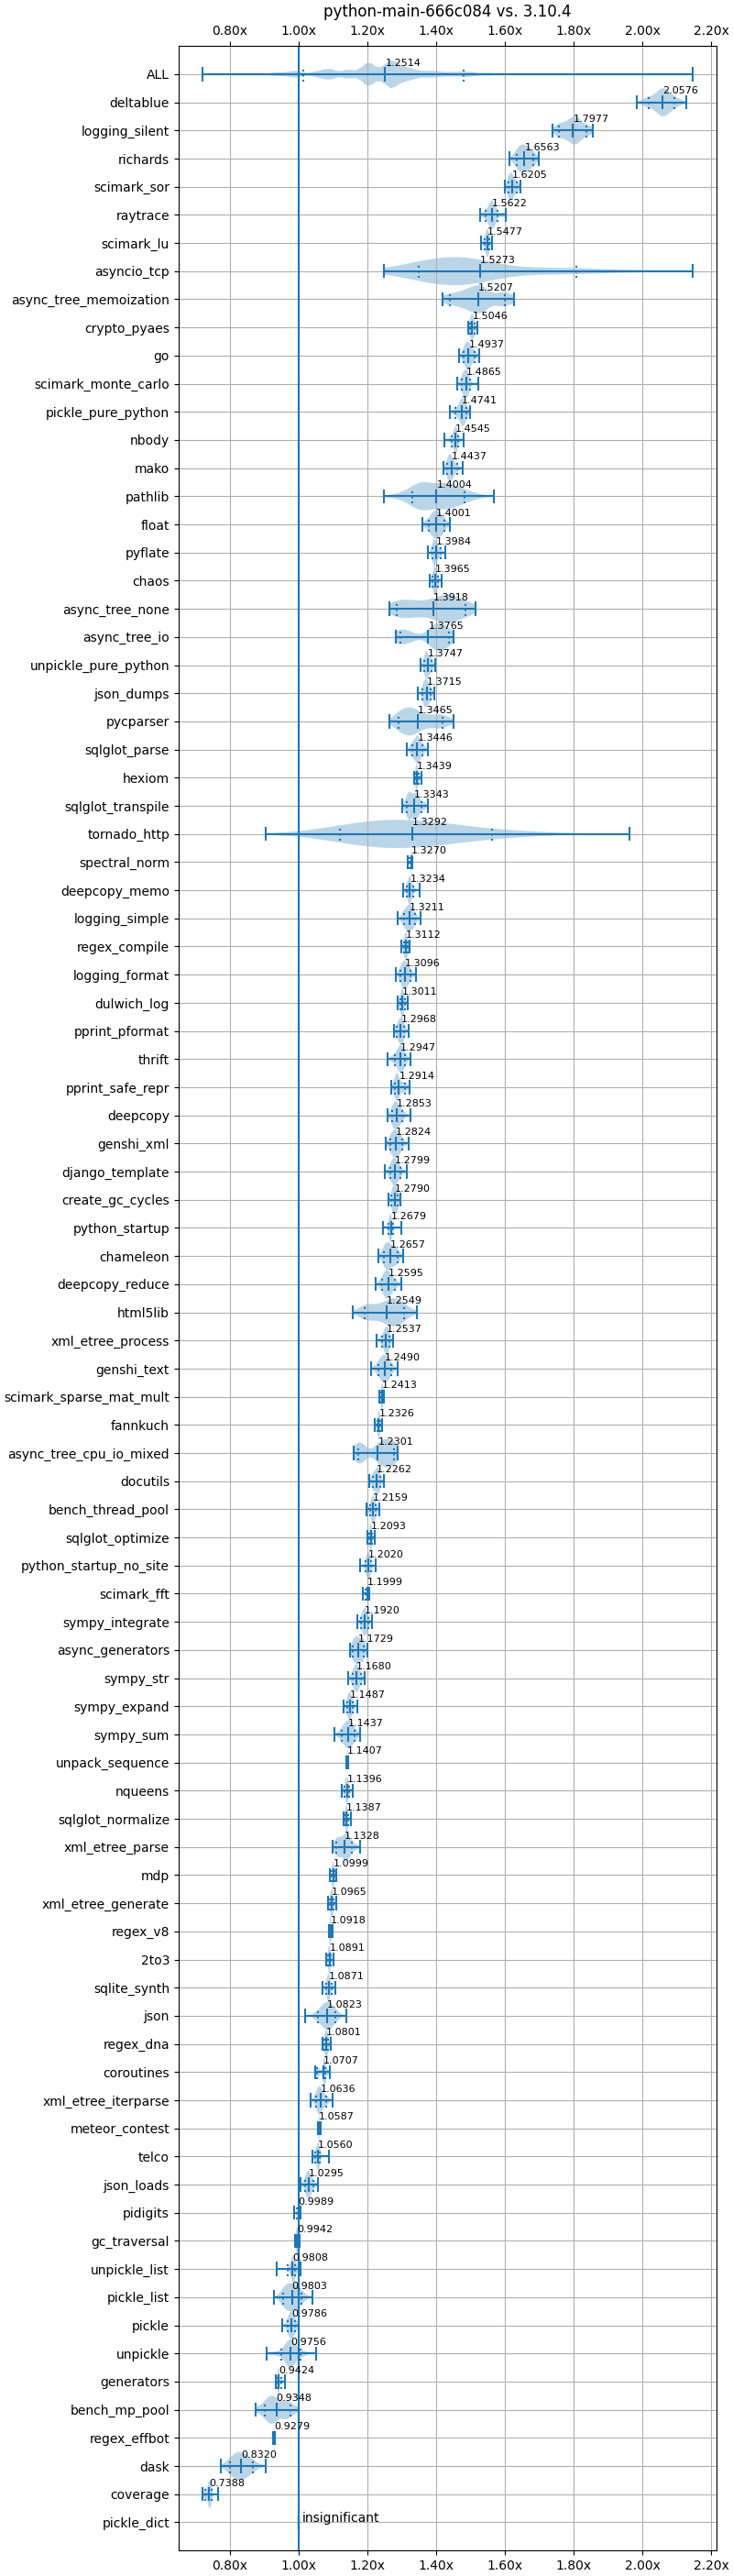 python-main-666c084 vs. 3.10.4
0.80x 1.00x 1.20x 1.40x 1.60x 1.80x 2.00x 2.20x
ALL 1.2514
deltablue 2.0576
logging_silent 1.7977
richards 1.6563
scimark_sor 1.6205
raytrace 1.5622
scimark_lu 1.5477
asyncio_tcp 1.5273
async_tree_memoization 1.5207
crypto_pyaes 1.5046
go 1.4937
scimark_monte_carlo 1.4865
pickle_pure_python 1.4741
nbody 1.4545
mako 1.4437
pathlib 1.4004
float 1.4001
pyflate 1.3984
chaos 1.3965
async_tree_none 1.3918
async_tree_io 1.3765
unpickle_pure_python 1.3747
json_dumps 1.3715
pycparser 1.3465
sqlglot_parse 1.3446
hexiom 1.3439
sqlglot_transpile 1.3343
tornado_http 1.3292
spectral_norm 1.3270
deepcopy_memo 1.3234
logging_simple 1.3211
regex_compile 1.3112
logging_format 1.3096
dulwich_log 1.3011
pprint_pformat 1.2968
thrift 1.2947
pprint_safe_repr 1.2914
deepcopy 1.2853
genshi_xml 1.2824
django_template 1.2799
create_gc_cycles 1.2790
python_startup 1.2679
chameleon 1.2657
deepcopy_reduce 1.2595
html5lib 1.2549
xml_etree_process 1.2537
genshi_text 1.2490
scimark_sparse_mat_mult 1.2413
fannkuch 1.2326
async_tree_cpu_io_mixed 1.2301
docutils 1.2262
bench_thread_pool 1.2159
sqlglot_optimize 1.2093
python_startup_no_site 1.2020
scimark_fft 1.1999
sympy_integrate 1.1920
async_generators 1.1729
sympy_str 1.1680
sympy_expand 1.1487
sympy_sum 1.1437
unpack_sequence 1.1407
nqueens 1.1396
sqlglot_normalize 1.1387
xml_etree_parse 1.1328
mdp 1.0999
xml_etree_generate 1.0965
regex_v8 1.0918
2to3 1.0891
sqlite_synth 1.0871
json 1.0823
regex_dna 1.0801
coroutines 1.0707
xml_etree_iterparse 1.0636
meteor_contest 1.0587
telco 1.0560
json_loads 1.0295
pidigits 0.9989
gc_traversal 0.9942
unpickle_list 0.9808
pickle_list 0.9803
pickle 0.9786
unpickle 0.9756
generators 0.9424
bench_mp_pool 0.9348
regex_effbot 0.9279
dask 0.8320
coverage 0.7388
pickle_dict insignificant
0.80x 1.00x 1.20x 1.40x 1.60x 1.80x 2.00x 2.20x